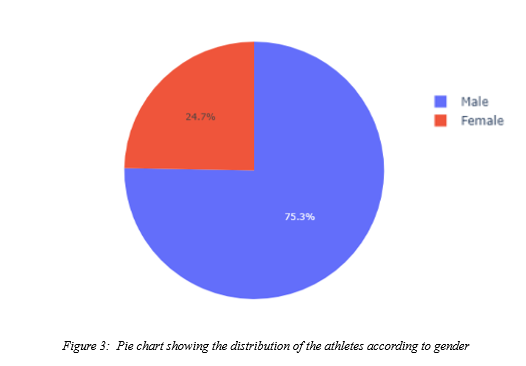 Male
Female
24.7%
75.3%
Figure 3:  Pie chart showing the distribution of the athletes according to gender